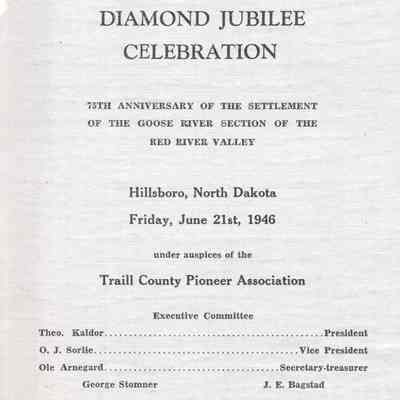 DIAMOND JUBILEE
CELEBRATION
75TH ANNIVERSARY OF THE SETTLEMENT
OF THE GOOSE RIVER SECTION OF THE
RED RIVER VALLEY
Hillsboro, North Dakota
Friday, June 21st, 1946
under auspices of the
Traill County Pioneer Association
Executive Committee
Theo. Kaldor........................................President
O. J. Sorlie........................................Vice President
Ole Arnegard................................Secretary-treasurer
George Stomner J. E. Bagstad